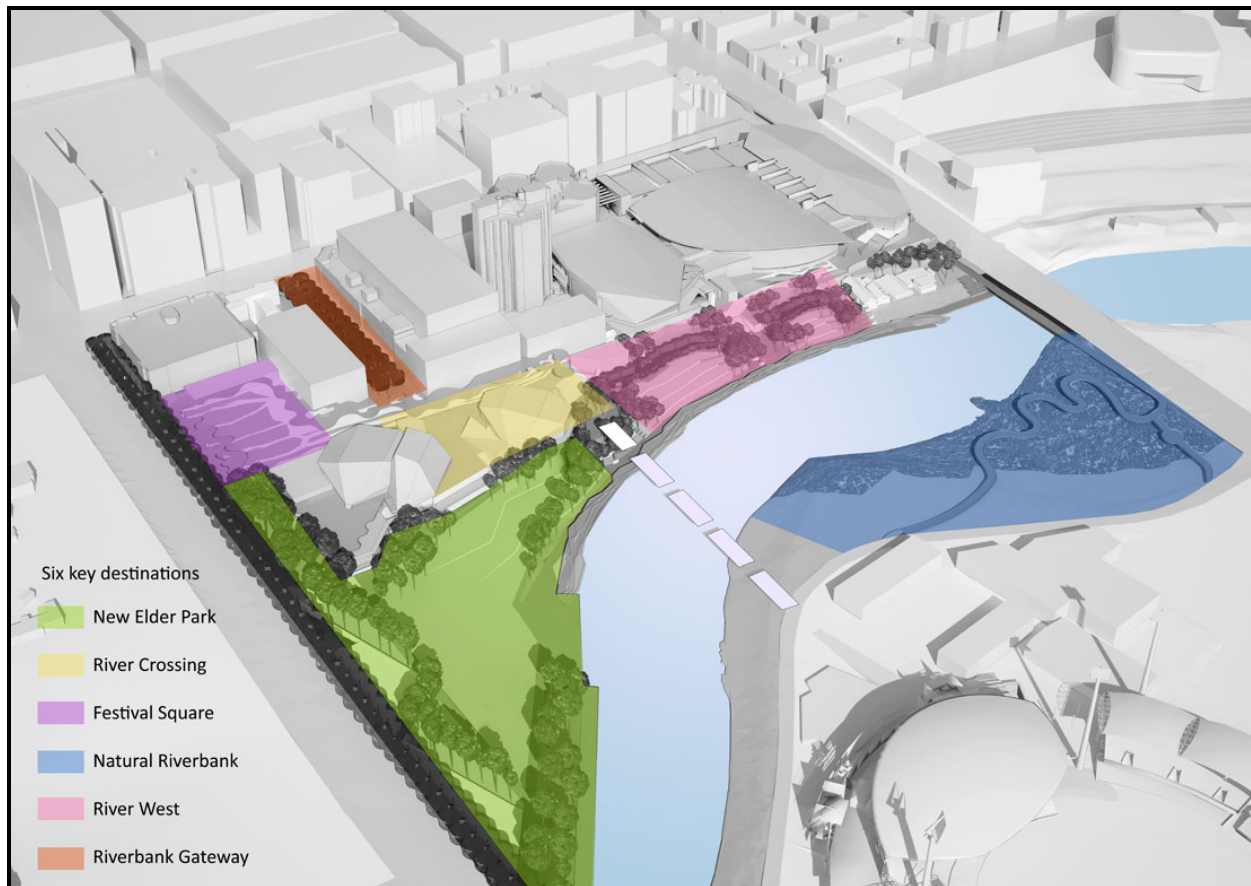 Six key destinations
New Elder Park
River Crossing
Festival Square
Natural Riverbank
River West
Riverbank Gateway